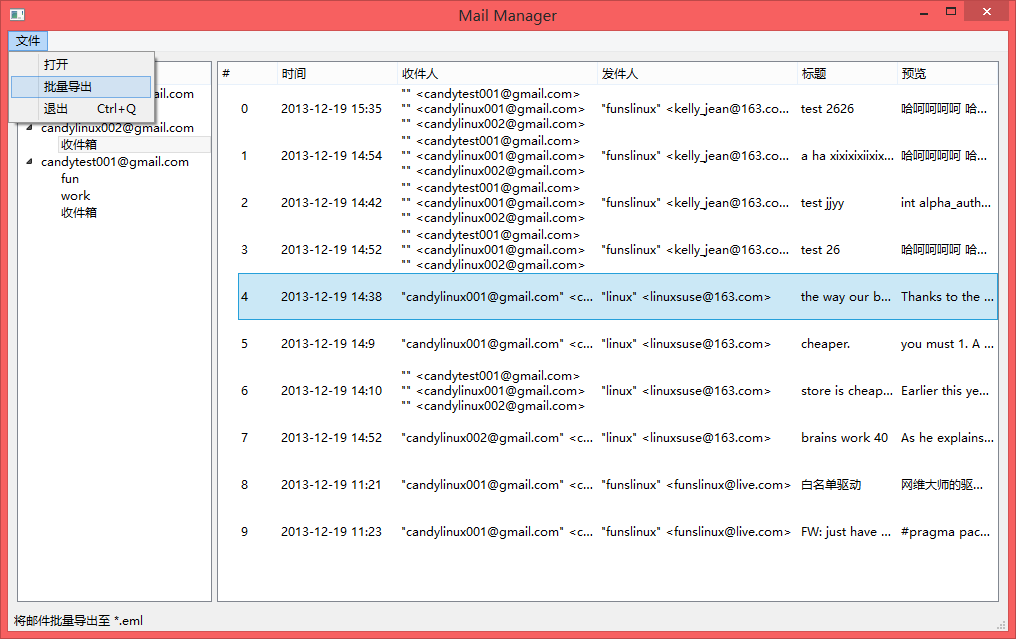 Mail Manager
文件
打开
批量导出
退出 Ctrl+Q
ail.com
candylinux002@gmail.com
收件箱
candytest001@gmail.com
fun
work
收件箱
# 时间 收件人 发件人 标题 预览
"" <candytest001@gmail.com>
0 2013-12-19 15:35 "" <candylinux001@gmail.com> "funslinux" <kelly_jean@163.co... test 2626 哈呵呵呵呵 哈...
"" <candylinux002@gmail.com>
"" <candytest001@gmail.com>
1 2013-12-19 14:54 "" <candylinux001@gmail.com> "funslinux" <kelly_jean@163.co... a ha xixixixiixix... 哈呵呵呵呵 哈...
"" <candylinux002@gmail.com>
"" <candytest001@gmail.com>
2 2013-12-19 14:42 "" <candylinux001@gmail.com> "funslinux" <kelly_jean@163.co... test jjyy int alpha_auth...
"" <candylinux002@gmail.com>
"" <candytest001@gmail.com>
3 2013-12-19 14:52 "" <candylinux001@gmail.com> "funslinux" <kelly_jean@163.co... test 26 哈呵呵呵呵 哈...
"" <candylinux002@gmail.com>
4 2013-12-19 14:38 "candylinux001@gmail.com" <c... "linux" <linuxsuse@163.com> the way our b... Thanks to the ...
5 2013-12-19 14:9 "candylinux001@gmail.com" <c... "linux" <linuxsuse@163.com> cheaper. you must 1. A ...
"" <candytest001@gmail.com>
6 2013-12-19 14:10 "" <candylinux001@gmail.com> "linux" <linuxsuse@163.com> store is cheap... Earlier this ye...
"" <candylinux002@gmail.com>
7 2013-12-19 14:52 "candylinux002@gmail.com" <c... "linux" <linuxsuse@163.com> brains work 40 As he explains...
8 2013-12-19 11:21 "candylinux001@gmail.com" <c... "funslinux" <funslinux@live.com> 白名单驱动 网维大师的驱...
9 2013-12-19 11:23 "candylinux001@gmail.com" <c... "funslinux" <funslinux@live.com> FW: just have ... #pragma pac...
将邮件批量导出至 *.eml